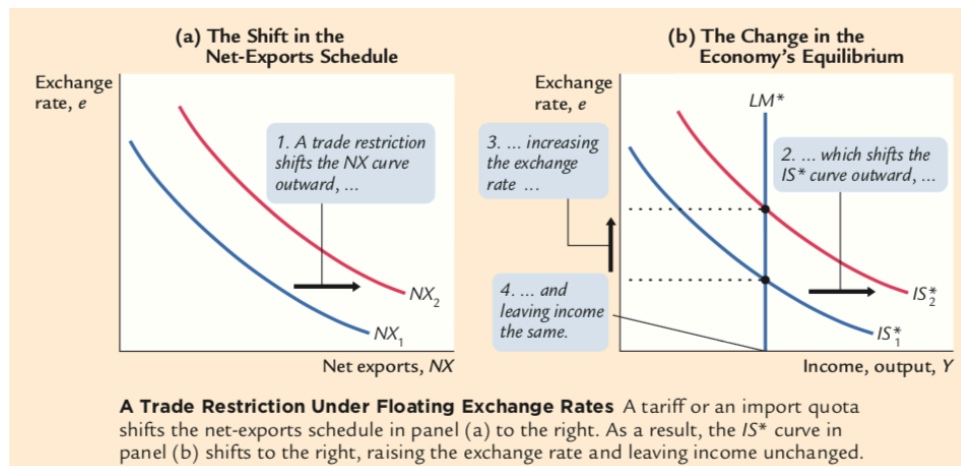 (a) The Shift in the
Net-Exports Schedule
Exchange
rate, e
1. A trade restriction
shifts the NX curve
outward, ...
NX₂
NX₁
Net exports, NX
(b) The Change in the
Economy's Equilibrium
Exchange
rate, e
LM*
3. ... increasing
the exchange
rate ...
2. ... which shifts the
IS* curve outward, ...
4. ... and
leaving income
the same.
IS*₂
IS*₁
Income, output, Y
A Trade Restriction Under Floating Exchange Rates A tariff or an import quota
shifts the net-exports schedule in panel (a) to the right. As a result, the IS* curve in
panel (b) shifts to the right, raising the exchange rate and leaving income unchanged.